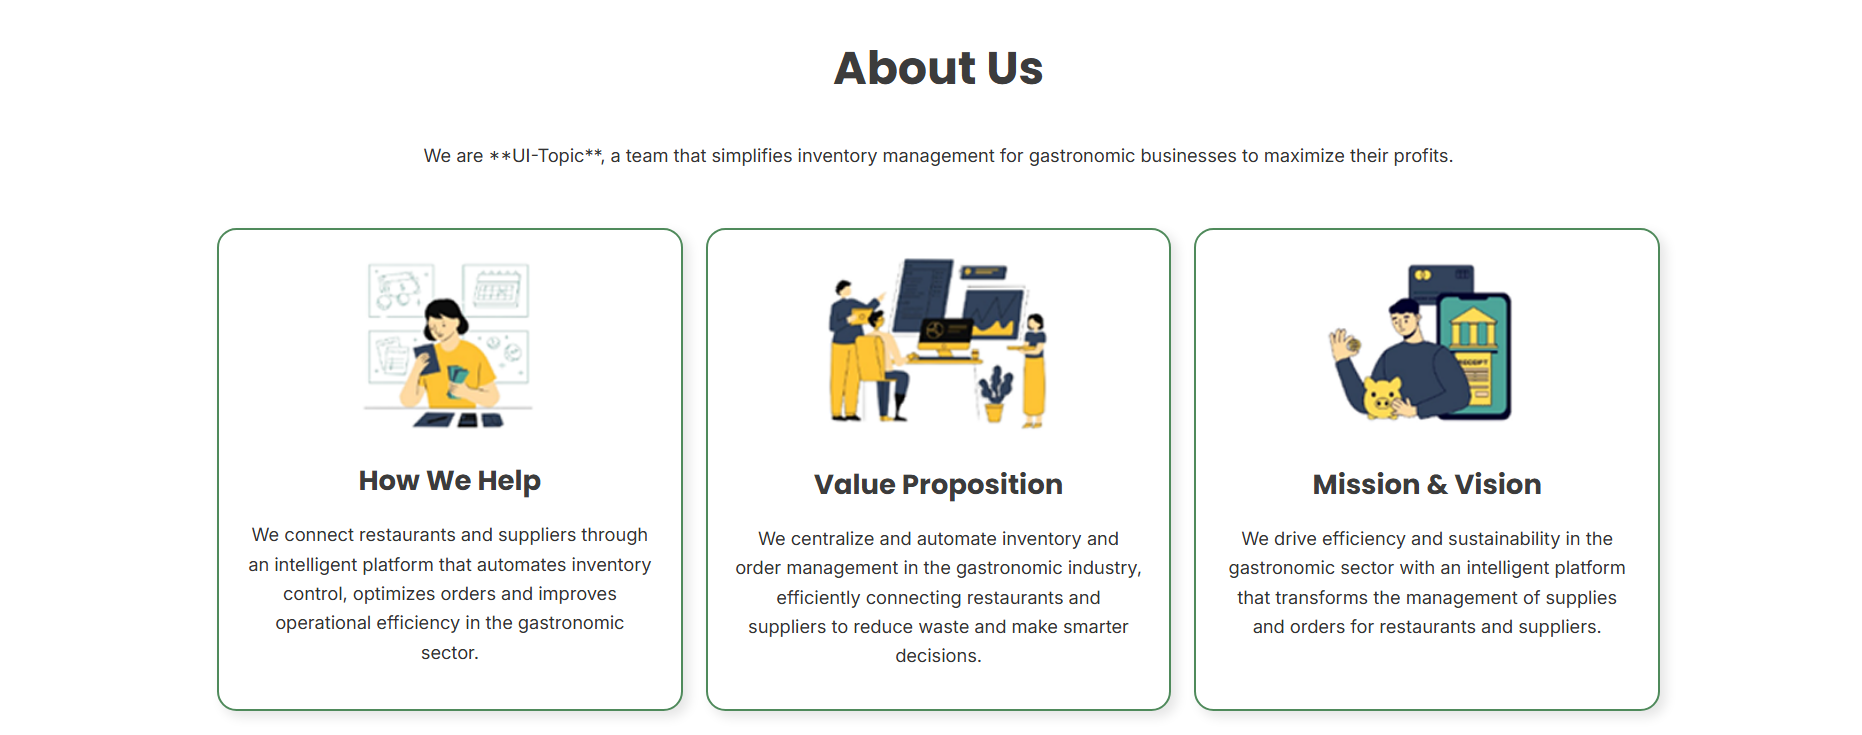 About Us
We are **UI-Topic**, a team that simplifies inventory management for gastronomic businesses to maximize their profits.
RECEIPT
How We Help
We connect restaurants and suppliers through
an intelligent platform that automates inventory
control, optimizes orders and improves
operational efficiency in the gastronomic
sector.
Value Proposition
We centralize and automate inventory and
order management in the gastronomic industry,
efficiently connecting restaurants and
suppliers to reduce waste and make smarter
decisions.
Mission & Vision
We drive efficiency and sustainability in the
gastronomic sector with an intelligent platform
that transforms the management of supplies
and orders for restaurants and suppliers.